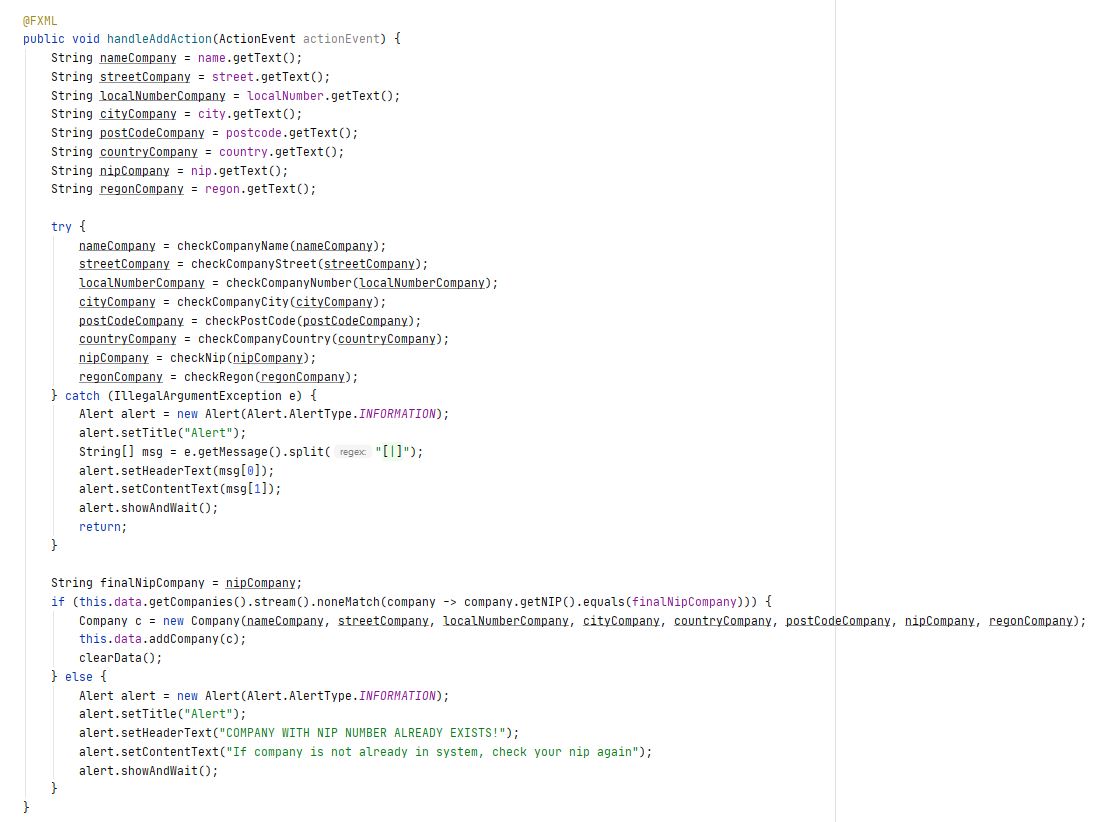 @FXML
public void handleAddAction(ActionEvent actionEvent) {
    String nameCompany = name.getText();
    String streetCompany = street.getText();
    String localNumberCompany = localNumber.getText();
    String cityCompany = city.getText();
    String postCodeCompany = postcode.getText();
    String countryCompany = country.getText();
    String nipCompany = nip.getText();
    String regonCompany = regon.getText();

    try {
        nameCompany = checkCompanyName(nameCompany);
        streetCompany = checkCompanyStreet(streetCompany);
        localNumberCompany = checkCompanyNumber(localNumberCompany);
        cityCompany = checkCompanyCity(cityCompany);
        postCodeCompany = checkPostCode(postCodeCompany);
        countryCompany = checkCompanyCountry(countryCompany);
        nipCompany = checkNip(nipCompany);
        regonCompany = checkRegon(regonCompany);
    } catch (IllegalArgumentException e) {
        Alert alert = new Alert(Alert.AlertType.INFORMATION);
        alert.setTitle("Alert");
        String[] msg = e.getMessage().split( regex: "[|]");
        alert.setHeaderText(msg[0]);
        alert.setContentText(msg[1]);
        alert.showAndWait();
        return;
    }

    String finalNipCompany = nipCompany;
    if (this.data.getCompanies().stream().noneMatch(company -> company.getNIP().equals(finalNipCompany))) {
        Company c = new Company(nameCompany, streetCompany, localNumberCompany, cityCompany, countryCompany, postCodeCompany, nipCompany, regonCompany);
        this.data.addCompany(c);
        clearData();
    } else {
        Alert alert = new Alert(Alert.AlertType.INFORMATION);
        alert.setTitle("Alert");
        alert.setHeaderText("COMPANY WITH NIP NUMBER ALREADY EXISTS!");
        alert.setContentText("If company is not already in system, check your nip again");
        alert.showAndWait();
    }
}